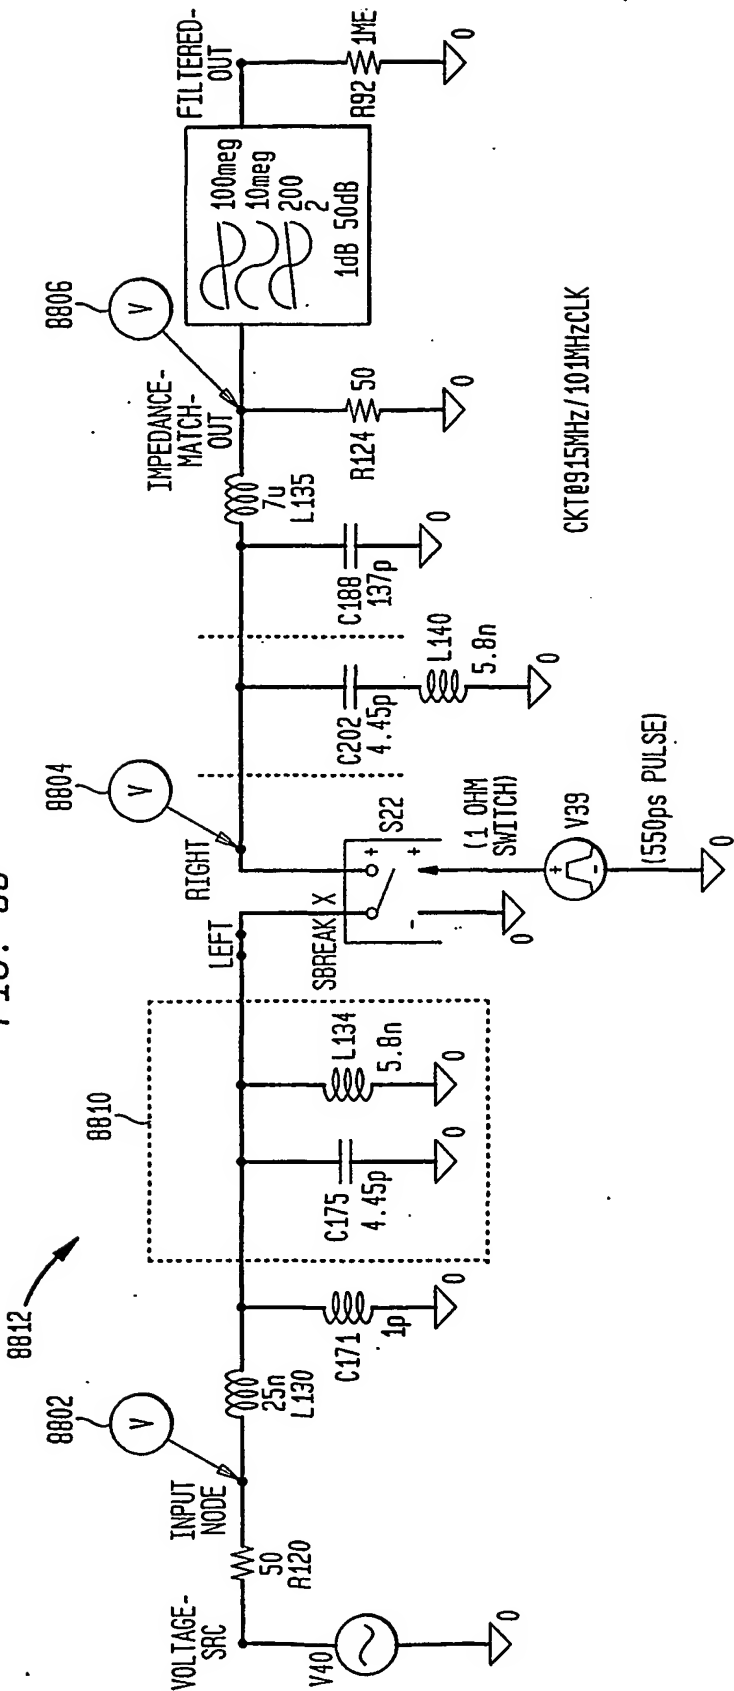 FIG. 88
8812
8802
V
VOLTAGE-
SRC
V40
0
50
R120
INPUT
NODE
25n
L130
C171
1p
0
8810
C175
4.45p
0
L134
5.8n
0
LEFT
SBREAK X
-
+
S22
0
(1 OHM
SWITCH)
+
-
V39
(550ps PULSE)
0
RIGHT
8804
V
C202
4.45p
L140
5.8n
0
C188
137p
0
7u
L135
IMPEDANCE-
MATCH-
OUT
8806
V
R124
50
0
100meg
10meg
200
2
1dB 50dB
FILTERED-
OUT
R92
1ME
0
CKT@915MHz/101MHzCLK